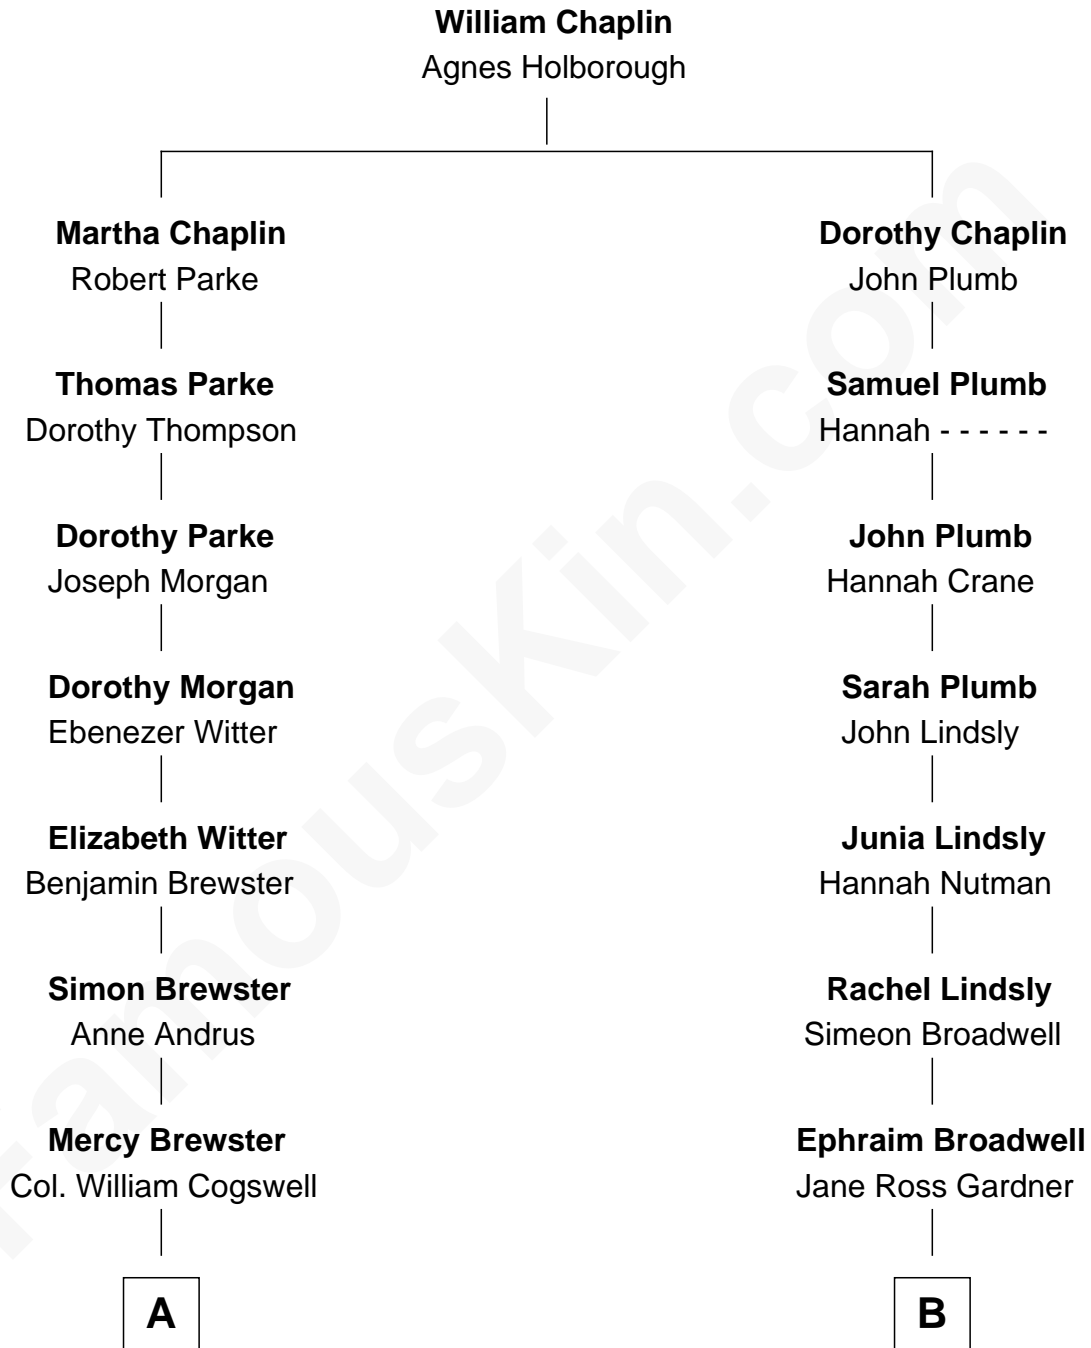 William Chaplin
Agnes Holborough
Martha Chaplin
Robert Parke
Dorothy Chaplin
John Plumb
Thomas Parke
Dorothy Thompson
Samuel Plumb
Hannah - - - - - -
Dorothy Parke
Joseph Morgan
John Plumb
Hannah Crane
Dorothy Morgan
Ebenezer Witter
Sarah Plumb
John Lindsly
Elizabeth Witter
Benjamin Brewster
Junia Lindsly
Hannah Nutman
Simon Brewster
Anne Andrus
Rachel Lindsly
Simeon Broadwell
Mercy Brewster
Col. William Cogswell
Ephraim Broadwell
Jane Ross Gardner
A
B
FamousKin.com